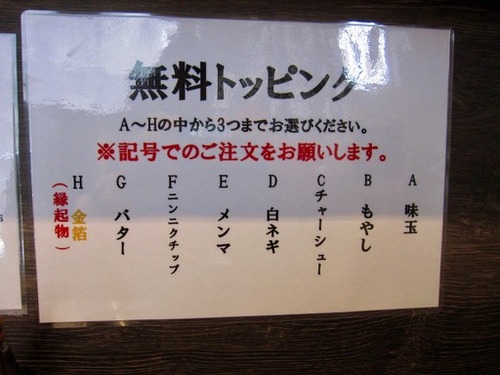 無料トッピング
A～Hの中から3つまでお選びください。
※記号でのご注文をお願いします。
A 味玉
B もやし
C チャーシュー
D 白ネギ
E メンマ
F ニンニクチップ
G バター
H 金箔
(縁起物)